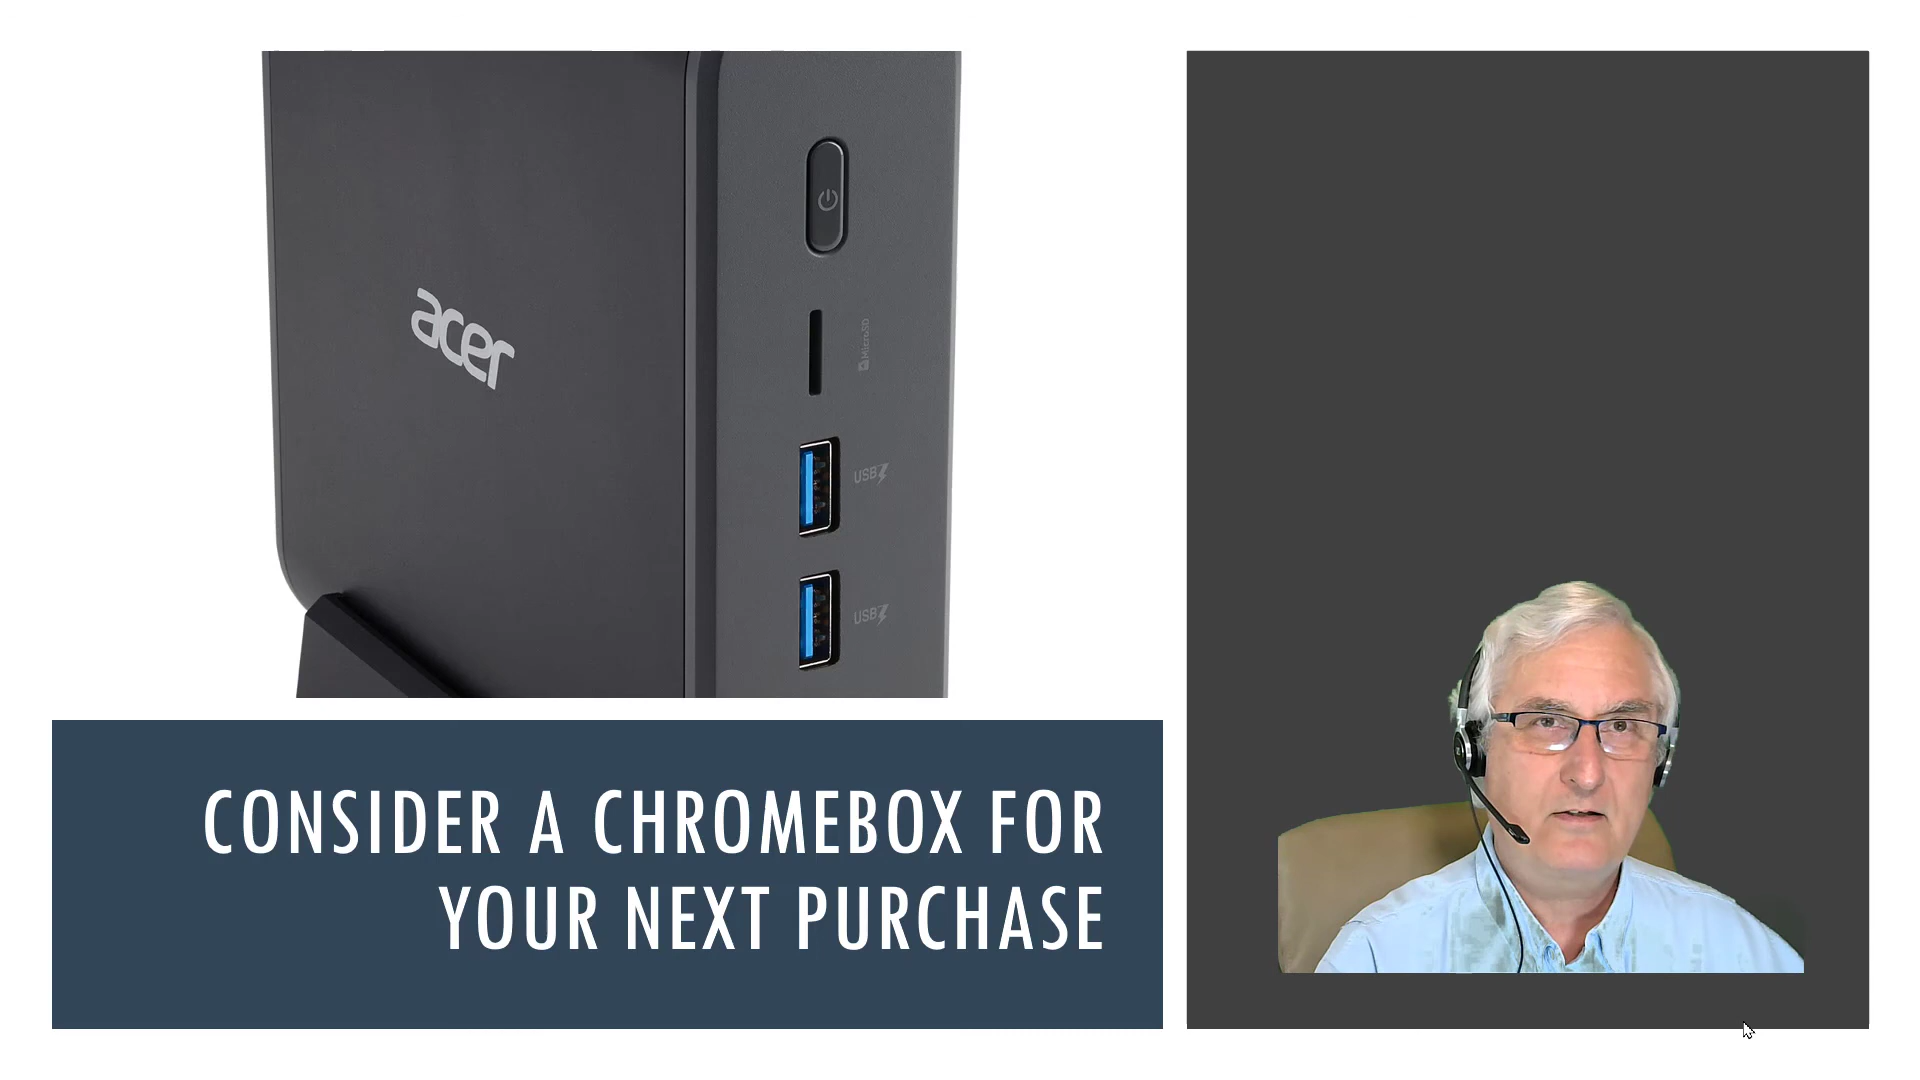 acer
MicroSD
USB
USB
CONSIDER A CHROMEBOX FOR
YOUR NEXT PURCHASE